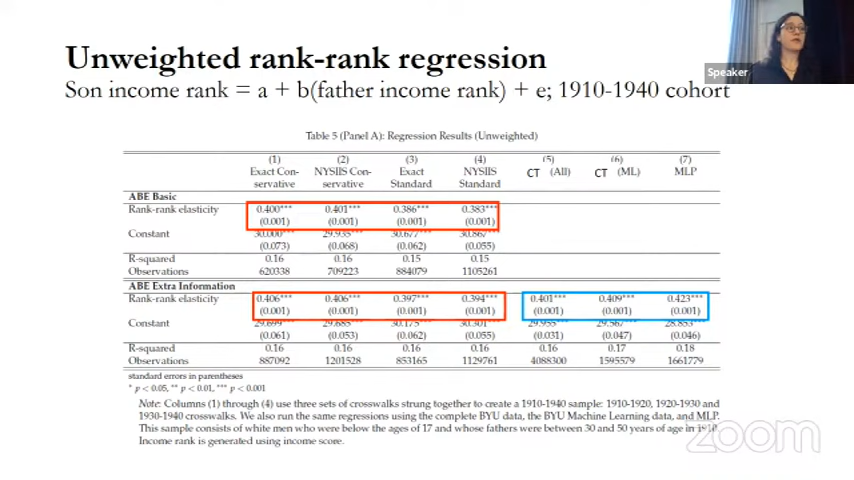 Unweighted rank-rank regression
Son income rank = a + b(father income rank) + e; 1910-1940 cohort
Speaker
Table 5 (Panel A): Regression Results (Unweighted)
(1) (2) (3) (4) (5) (6) (7)
Exact Con- NYSIIS Con- Exact NYSIIS CT (All) CT (ML) MLP
servative servative Standard Standard
ABE Basic
Rank-rank elasticity 0.400*** 0.401*** 0.386*** 0.383***
(0.001) (0.001) (0.001) (0.001)
Constant 30.000*** 29.935*** 30.677*** 30.867***
(0.073) (0.068) (0.062) (0.055)
R-squared 0.16 0.16 0.15 0.15
Observations 620338 709223 884079 1105261
ABE Extra Information
Rank-rank elasticity 0.406*** 0.406*** 0.397*** 0.394*** 0.401*** 0.409*** 0.423***
(0.001) (0.001) (0.001) (0.001) (0.001) (0.001) (0.001)
Constant 29.699*** 29.685*** 30.175*** 30.301*** 29.955*** 29.567*** 28.853***
(0.061) (0.053) (0.062) (0.055) (0.031) (0.047) (0.046)
R-squared 0.16 0.16 0.16 0.16 0.16 0.17 0.18
Observations 887092 1201528 853165 1129761 4088300 1595579 1661779
standard errors in parentheses
* p < 0.05, ** p < 0.01, *** p < 0.001
Note: Columns (1) through (4) use three sets of crosswalks strung together to create a 1910-1940 sample: 1910-1920, 1920-1930 and
1930-1940 crosswalks. We also run the same regressions using the complete BYU data, the BYU Machine Learning data, and MLP.
This sample consists of white men who were below the ages of 17 and whose fathers were between 30 and 50 years of age in 1910.
Income rank is generated using income score.
zoom